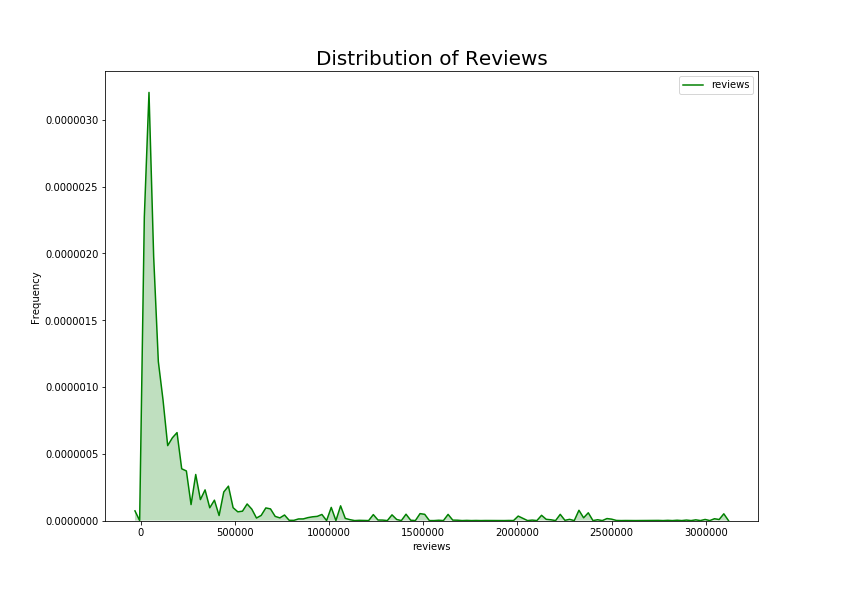 Distribution of Reviews
reviews
0.0000030
0.0000025
0.0000020
0.0000015
0.0000010
0.0000005
0.0000000
Frequency
0 500000 1000000 1500000 2000000 2500000 3000000
reviews